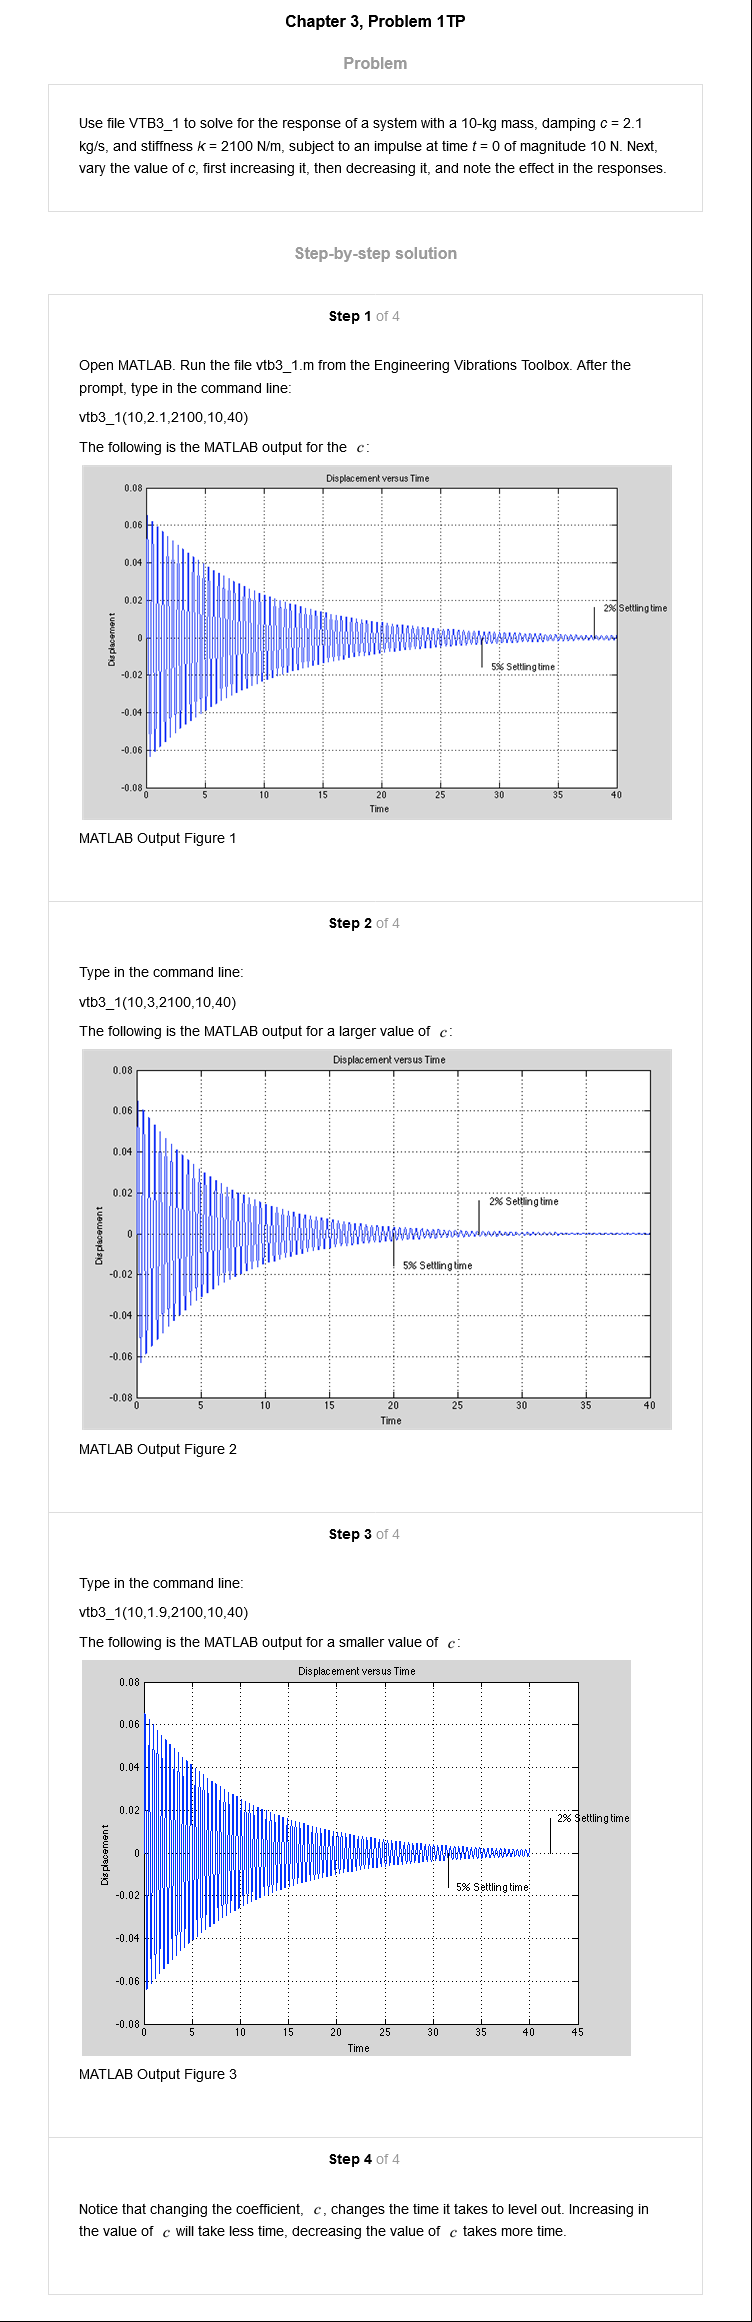 Chapter 3, Problem 1TP
Problem
Use file VTB3_1 to solve for the response of a system with a 10-kg mass, damping c = 2.1
kg/s, and stiffness k = 2100 N/m, subject to an impulse at time t = 0 of magnitude 10 N. Next,
vary the value of c, first increasing it, then decreasing it, and note the effect in the responses.
Step-by-step solution
Step 1 of 4
Open MATLAB. Run the file vtb3_1.m from the Engineering Vibrations Toolbox. After the
prompt, type in the command line:
vtb3_1(10,2.1,2100,10,40)
The following is the MATLAB output for the c:
Displacement versus Time
0.08
0.06
0.04
0.02
0
-0.02
-0.04
-0.06
-0.08
Displacement
2% Settling time
5% Settling time
0 5 10 15 20 25 30 35 40
Time
MATLAB Output Figure 1
Step 2 of 4
Type in the command line:
vtb3_1(10,3,2100,10,40)
The following is the MATLAB output for a larger value of c:
Displacement versus Time
0.08
0.06
0.04
0.02
0
-0.02
-0.04
-0.06
-0.08
Displacement
2% Settling time
5% Settling time
0 5 10 15 20 25 30 35 40
Time
MATLAB Output Figure 2
Step 3 of 4
Type in the command line:
vtb3_1(10,1.9,2100,10,40)
The following is the MATLAB output for a smaller value of c:
Displacement versus Time
0.08
0.06
0.04
0.02
0
-0.02
-0.04
-0.06
-0.08
Displacement
2% Settling time
5% Settling time
0 5 10 15 20 25 30 35 40 45
Time
MATLAB Output Figure 3
Step 4 of 4
Notice that changing the coefficient, c, changes the time it takes to level out. Increasing in
the value of c will take less time, decreasing the value of c takes more time.